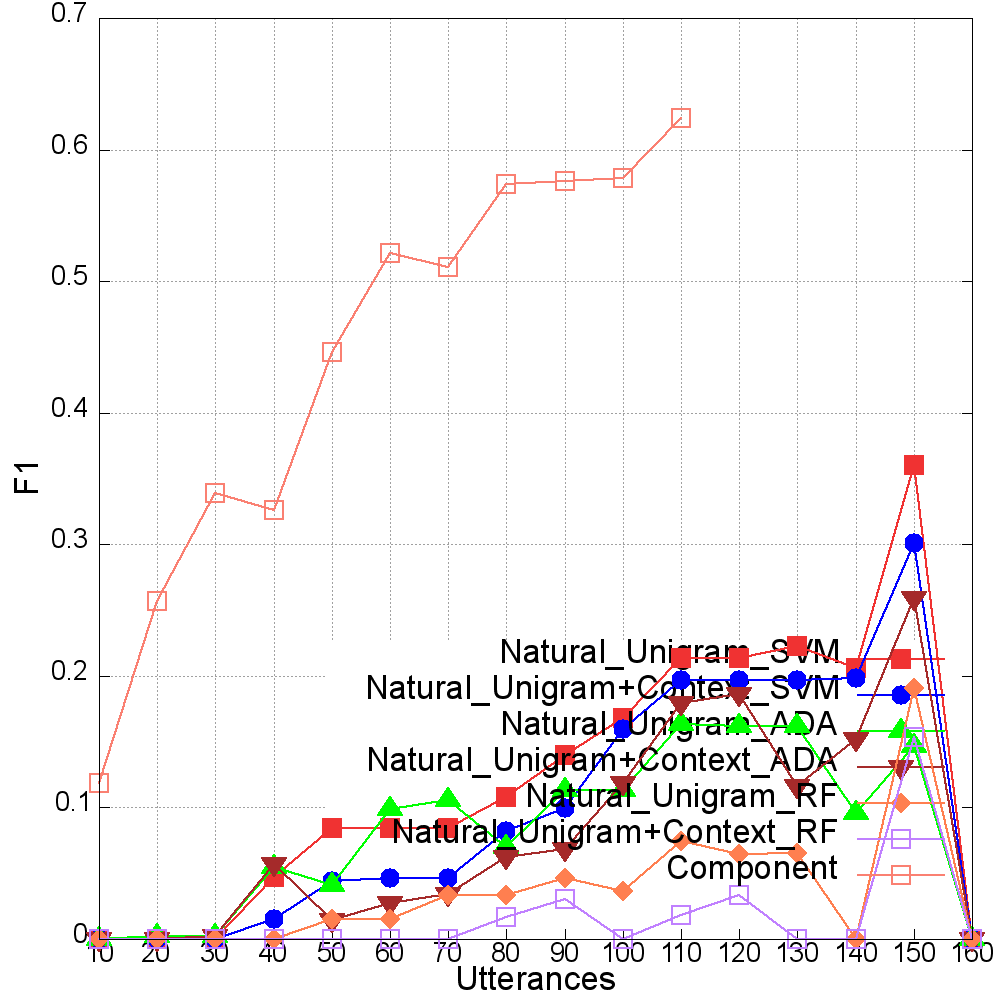 0.7
0.6
0.5
F1
0.4
0.3
0.2
0.1
0
Natural_Unigram_SVM
Natural_Unigram+Context_SVM
Natural_Unigram_ADA
Natural_Unigram+Context_ADA
Natural_Unigram_RF
Natural_Unigram+Context_RF
Component
10 20 30 40 50 60 70 80 90 100 110 120 130 140 150 160
Utterances